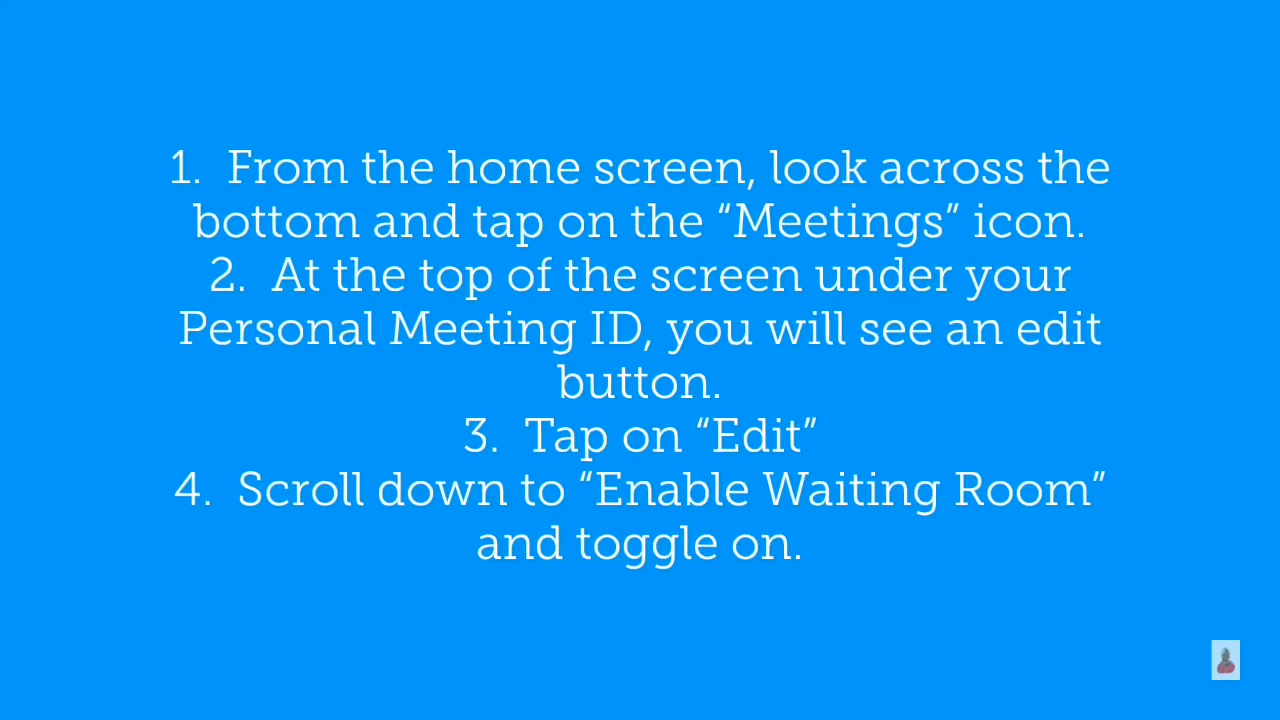 1.  From the home screen, look across the
bottom and tap on the “Meetings” icon.
2.  At the top of the screen under your
Personal Meeting ID, you will see an edit
button.
3.  Tap on “Edit”
4.  Scroll down to “Enable Waiting Room”
and toggle on.